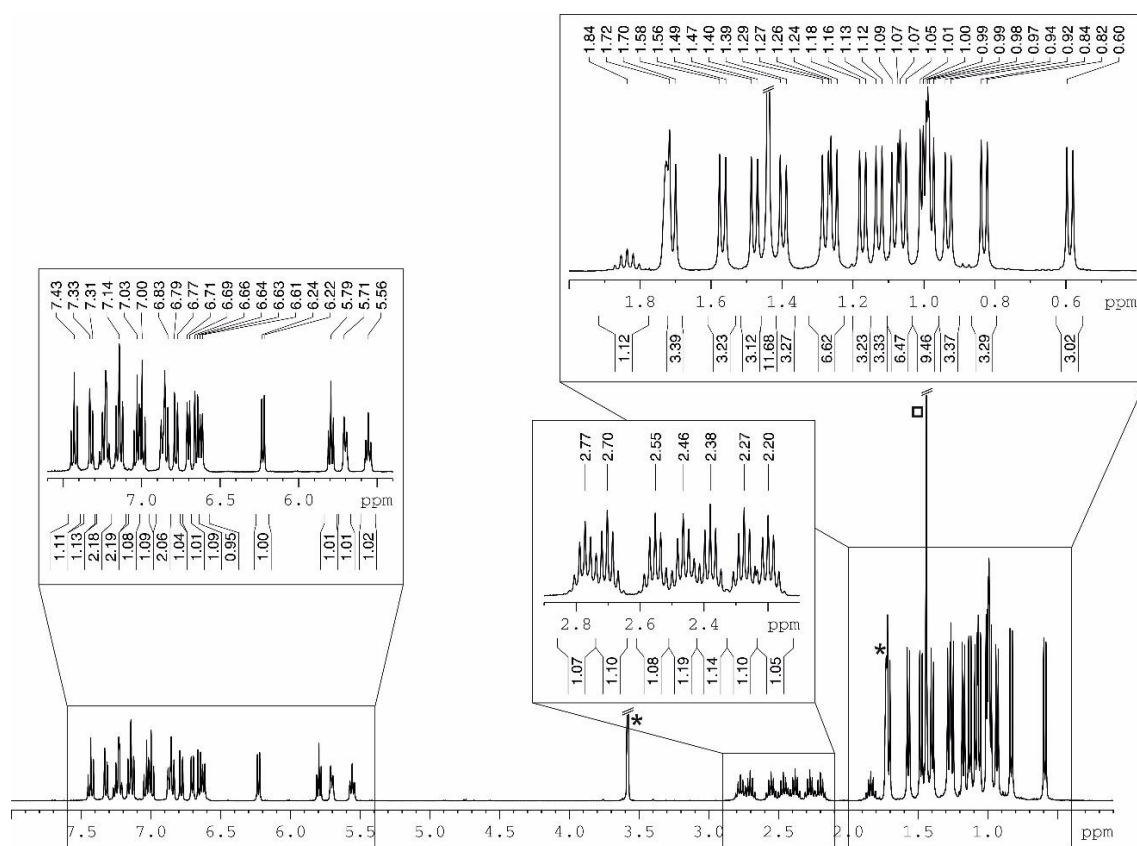 1.84 1.72 1.70 1.58 1.56 1.49 1.47 1.40 1.39 1.29 1.27 1.26 1.24 1.18 1.16 1.13 1.12 1.09 1.07 1.07 1.05 1.01 1.00 0.99 0.99 0.98 0.97 0.94 0.92 0.84 0.82 0.60
1.8 1.6 1.4 1.2 1.0 0.8 0.6 ppm
1.12 3.39 3.23 3.12 11.68 3.27 6.62 3.23 3.33 6.47 9.46 3.37 3.29 3.02
7.43 7.33 7.31 7.14 7.03 7.00 6.83 6.79 6.77 6.71 6.69 6.66 6.64 6.63 6.61 6.24 6.22 5.79 5.71 5.56
7.0 6.5 6.0 ppm
1.11 1.13 2.18 2.19 1.08 1.09 2.06 1.04 1.01 1.09 0.95 1.00 1.01 1.01 1.02
2.77 2.70 2.55 2.46 2.38 2.27 2.20
2.8 2.6 2.4 ppm
1.07 1.10 1.08 1.19 1.14 1.10 1.05
*
*
7.5 7.0 6.5 6.0 5.5 5.0 4.5 4.0 3.5 3.0 2.5 2.0 1.5 1.0 ppm